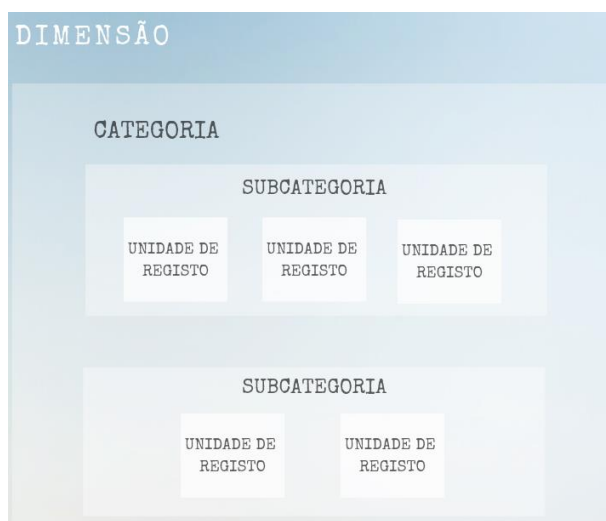 DIMENSÃO
CATEGORIA
SUBCATEGORIA
UNIDADE DE
REGISTO
UNIDADE DE
REGISTO
UNIDADE DE
REGISTO
SUBCATEGORIA
UNIDADE DE
REGISTO
UNIDADE DE
REGISTO